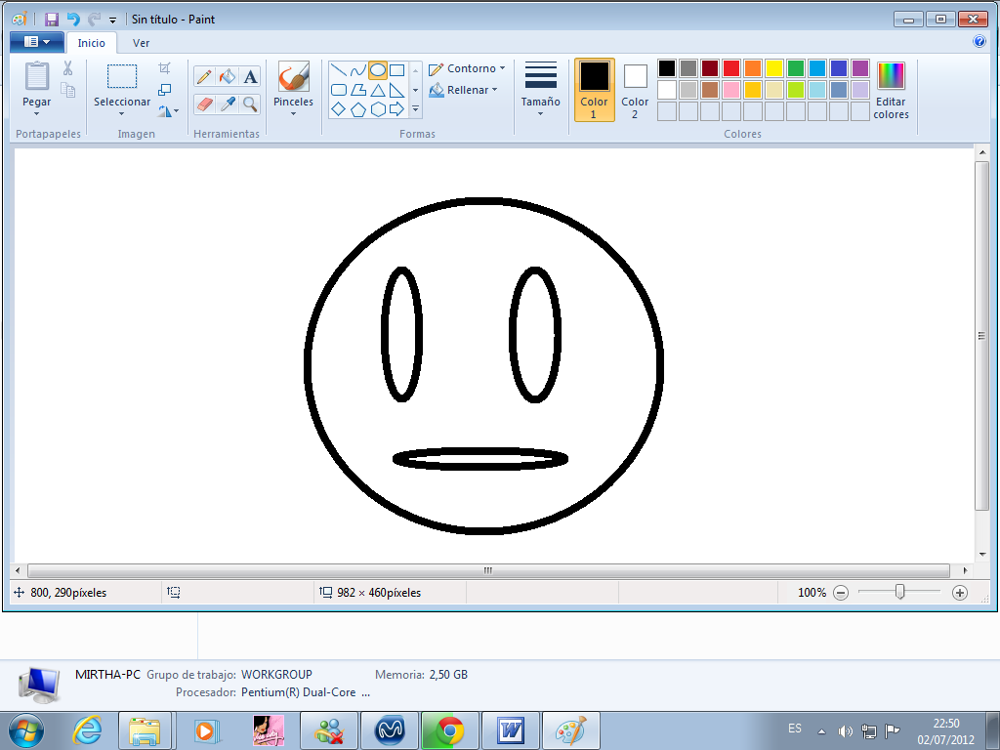 Sin título - Paint
Inicio Ver
Pegar
Portapapeles
Seleccionar
Imagen
A
Herramientas
Pinceles
Contorno
Rellenar
Formas
Tamaño
Color
1
Color
2
Editar
colores
Colores
800, 290píxeles
982 × 460píxeles
100%
MIRTHA-PC Grupo de trabajo: WORKGROUP Memoria: 2,50 GB
Procesador: Pentium(R) Dual-Core ...
ES
22:50
02/07/2012